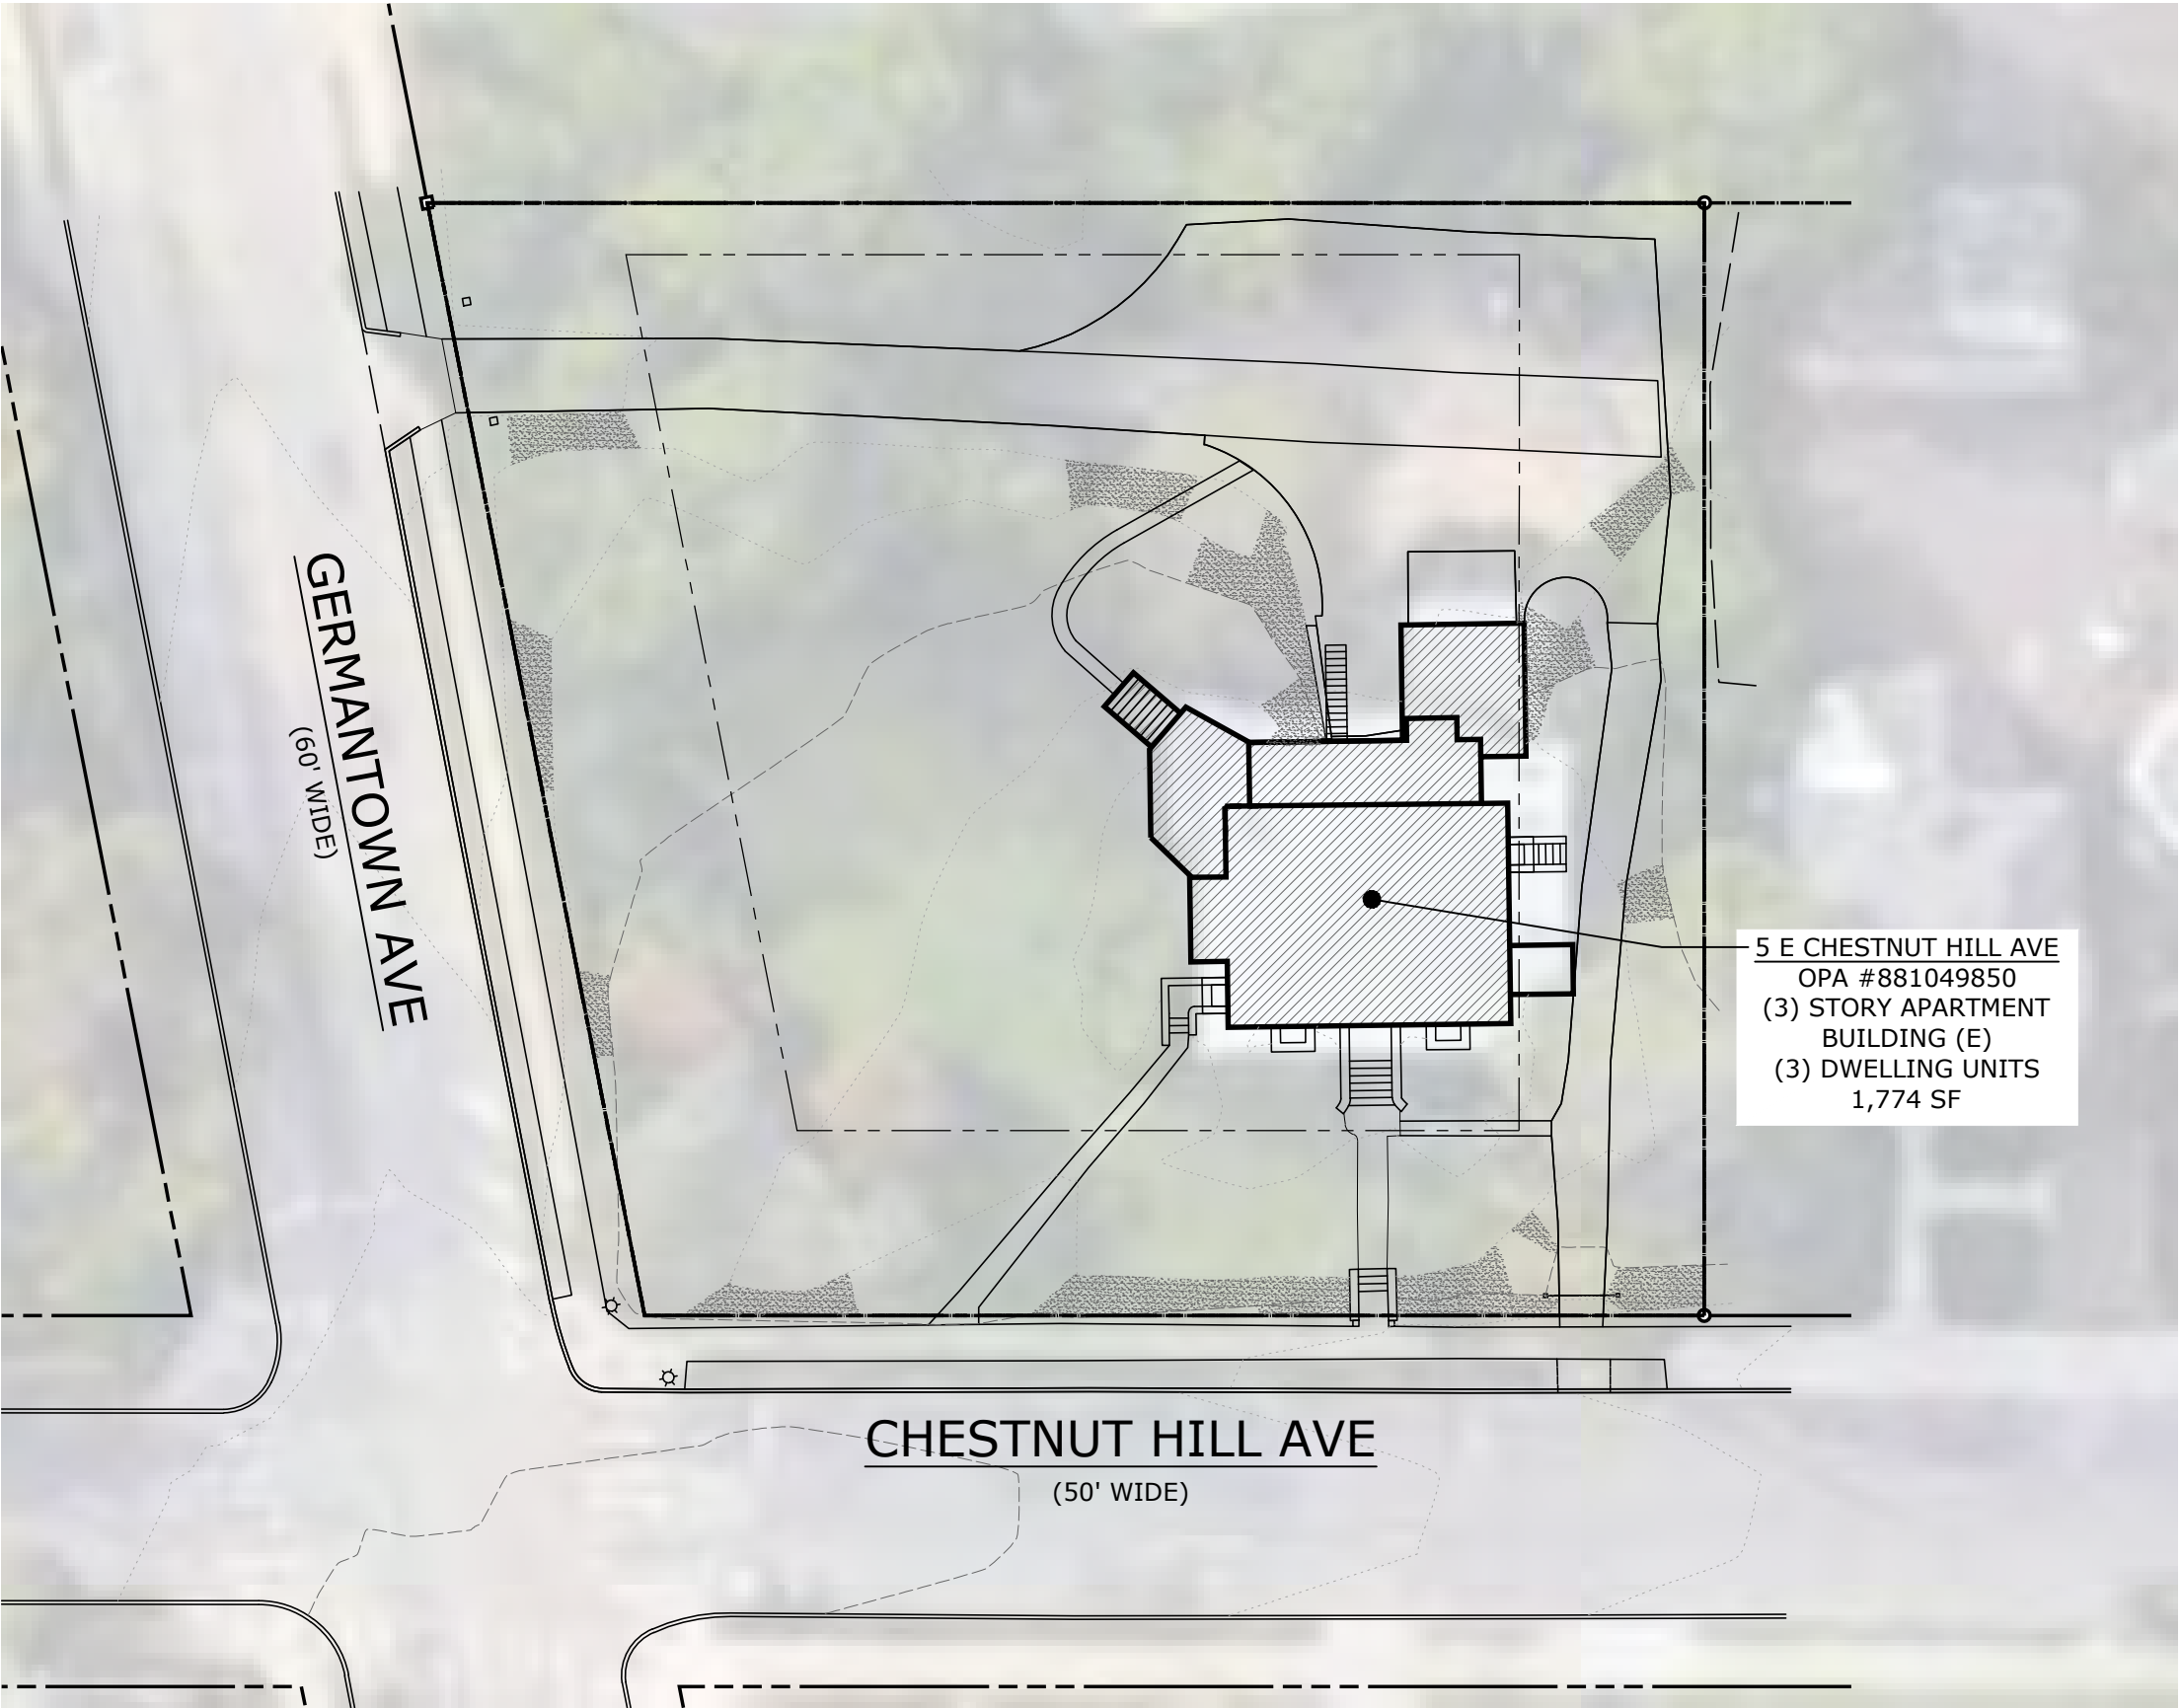 GERMANTOWN AVE
(60' WIDE)
5 E CHESTNUT HILL AVE
OPA #881049850
(3) STORY APARTMENT
BUILDING (E)
(3) DWELLING UNITS
1,774 SF
CHESTNUT HILL AVE
(50' WIDE)